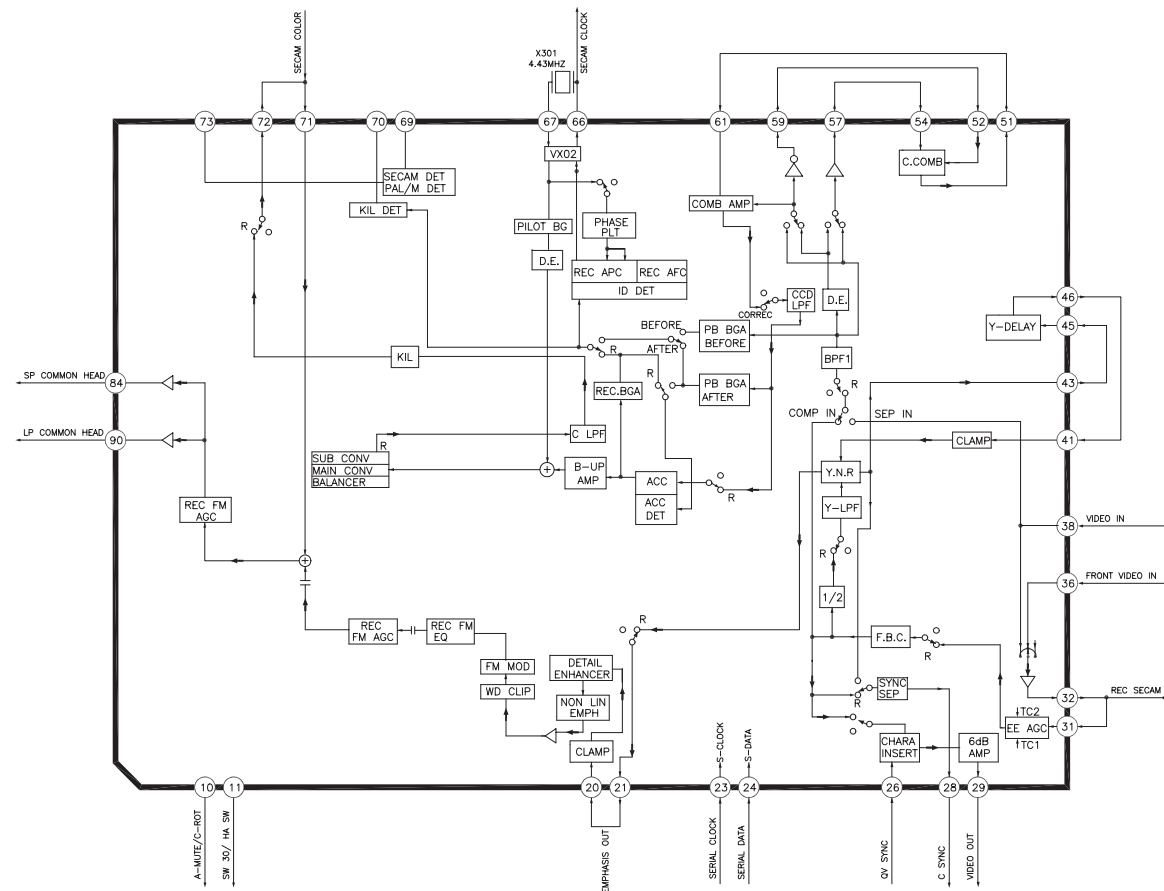 SECAM COLOR
SECAM CLOCK
X301
4.43MHZ
73
72
71
70
69
67
66
61
59
57
54
52
51
VXO2
SECAM DET
PAL/M DET
KIL DET
PILOT BG
PHASE
PLT
D.E.
REC APC
REC AFC
ID DET
COMB AMP
C.COMB
CORREC
CCD
LPF
D.E.
R
46
Y-DELAY
45
BEFORE
AFTER
PB BGA
BEFORE
PB BGA
AFTER
BPF1
R
R
R
KIL
REC.BGA
SP COMMON HEAD
84
43
COMP IN
SEP IN
LP COMMON HEAD
90
C LPF
CLAMP
41
R
SUB CONV
MAIN CONV
BALANCER
B-UP
AMP
ACC
ACC
DET
R
Y.N.R
Y-LPF
REC FM
AGC
38
VIDEO IN
R
36
FRONT VIDEO IN
1/2
REC
FM AGC
REC FM
EQ
R
F.B.C.
R
FM MOD
WD CLIP
DETAIL
ENHANCER
NON LIN
EMPH
CLAMP
SYNC
SEP
R
32
REC SECAM
TC2
EE AGC
TC1
31
CHARA
INSERT
6dB
AMP
S-CLOCK
S-DATA
10
11
20
21
23
24
26
28
29
A-MUTE/C-ROT
SW 30/ HA SW
EMPHASIS OUT
SERIAL CLOCK
SERIAL DATA
QV SYNC
C SYNC
VIDEO OUT